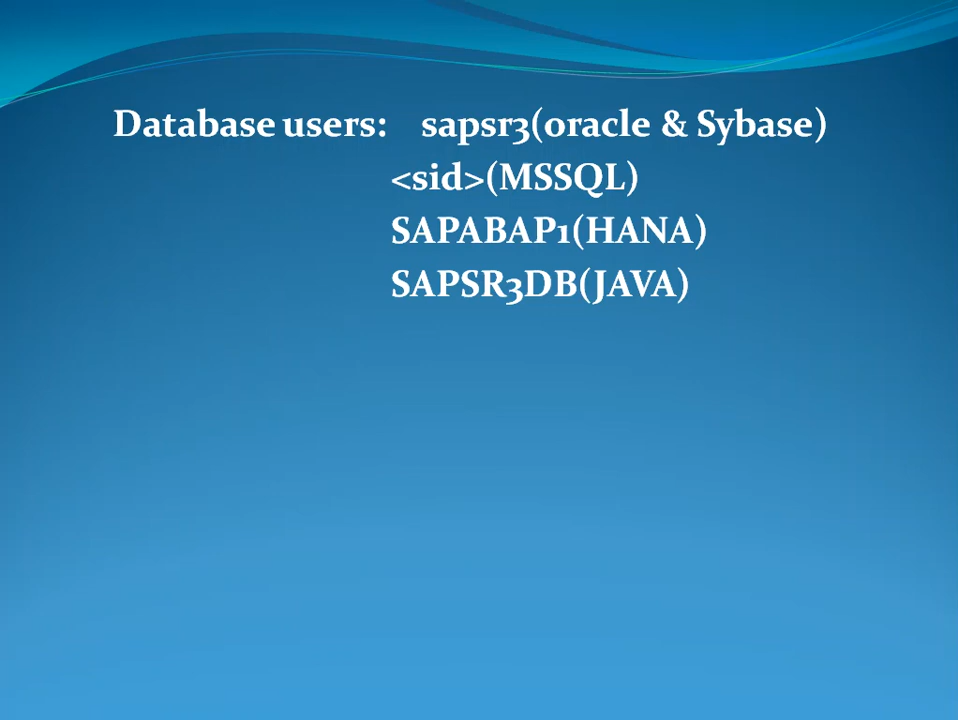 Database users: sapsr3(oracle & Sybase)
<sid>(MSSQL)
SAPABAP1(HANA)
SAPSR3DB(JAVA)